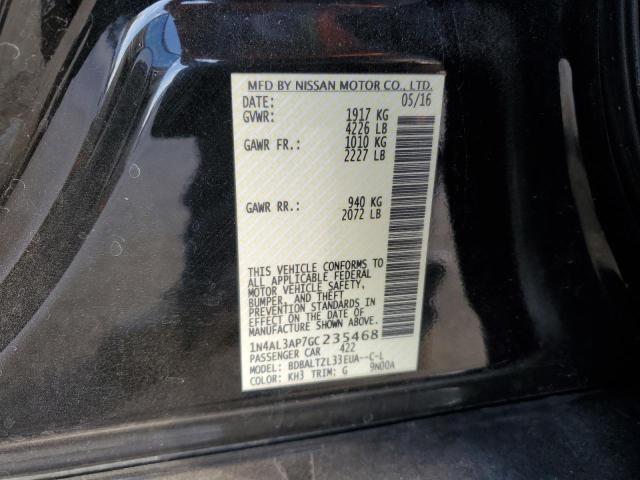 MFD BY NISSAN MOTOR CO., LTD.
DATE: 05/16
GVWR: 1917 KG
4226 LB
GAWR FR.: 1010 KG
2227 LB
GAWR RR.: 940 KG
2072 LB
THIS VEHICLE CONFORMS TO
ALL APPLICABLE FEDERAL
MOTOR VEHICLE SAFETY,
BUMPER, AND THEFT
PREVENTION STANDARDS IN
EFFECT ON THE DATE OF
MANUFACTURE SHOWN ABOVE.
1N4AL3AP7GC235468
PASSENGER CAR 422
MODEL: BDBALTZL33EUA--C-L
COLOR: KH3 TRIM: G 9N00A